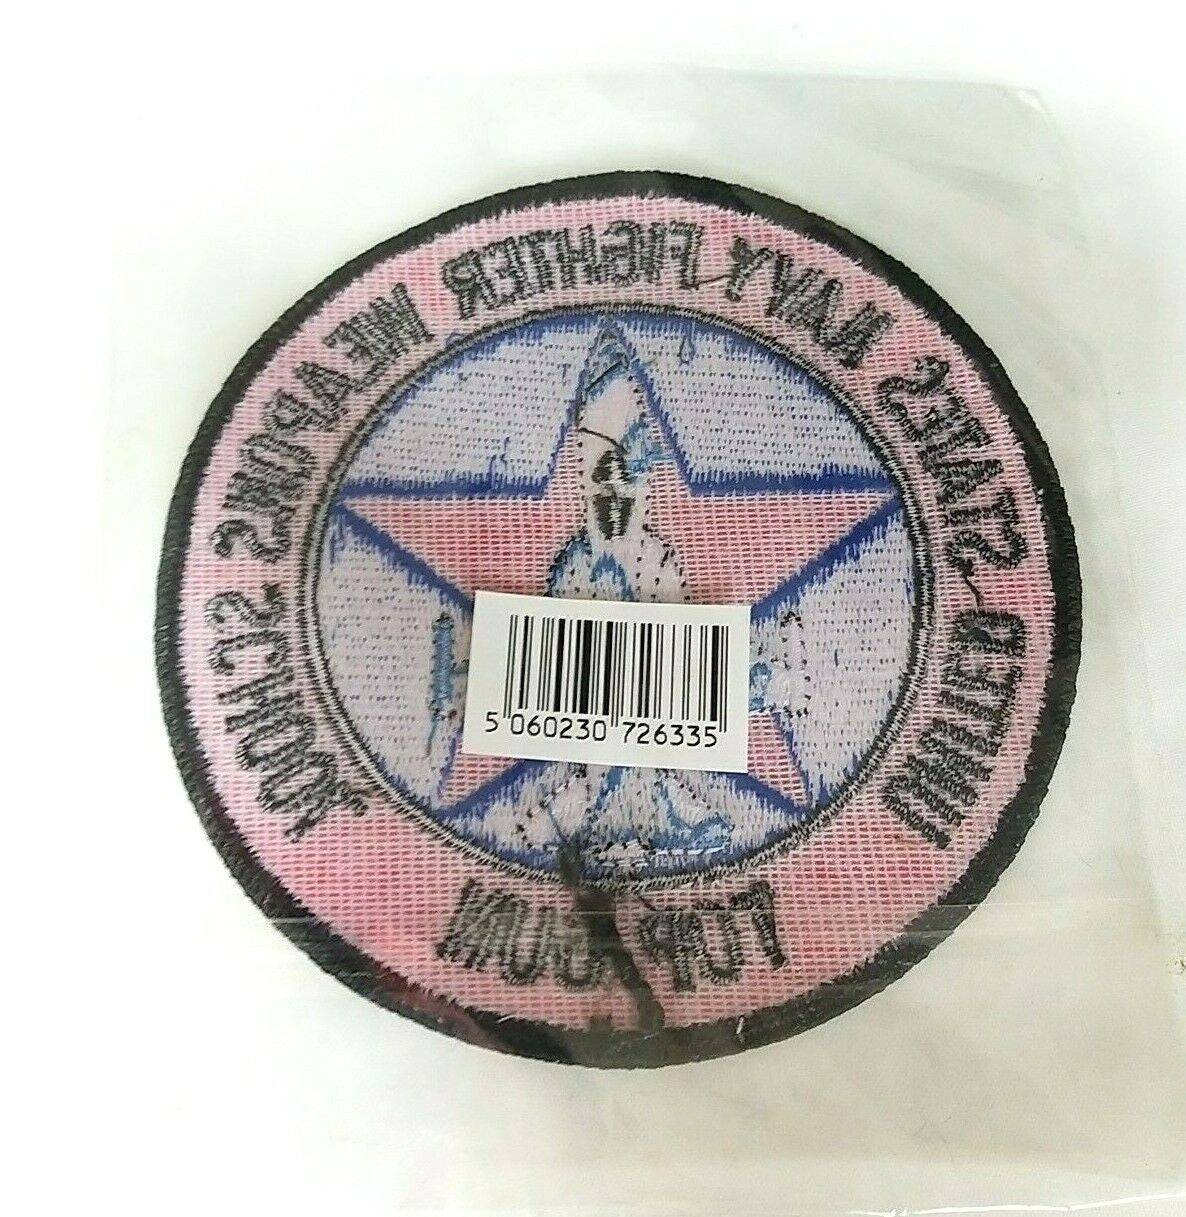 UNITED STATES NAVY FIGHTER WEAPONS SCHOOL
TOP GUN
5 060230 726335